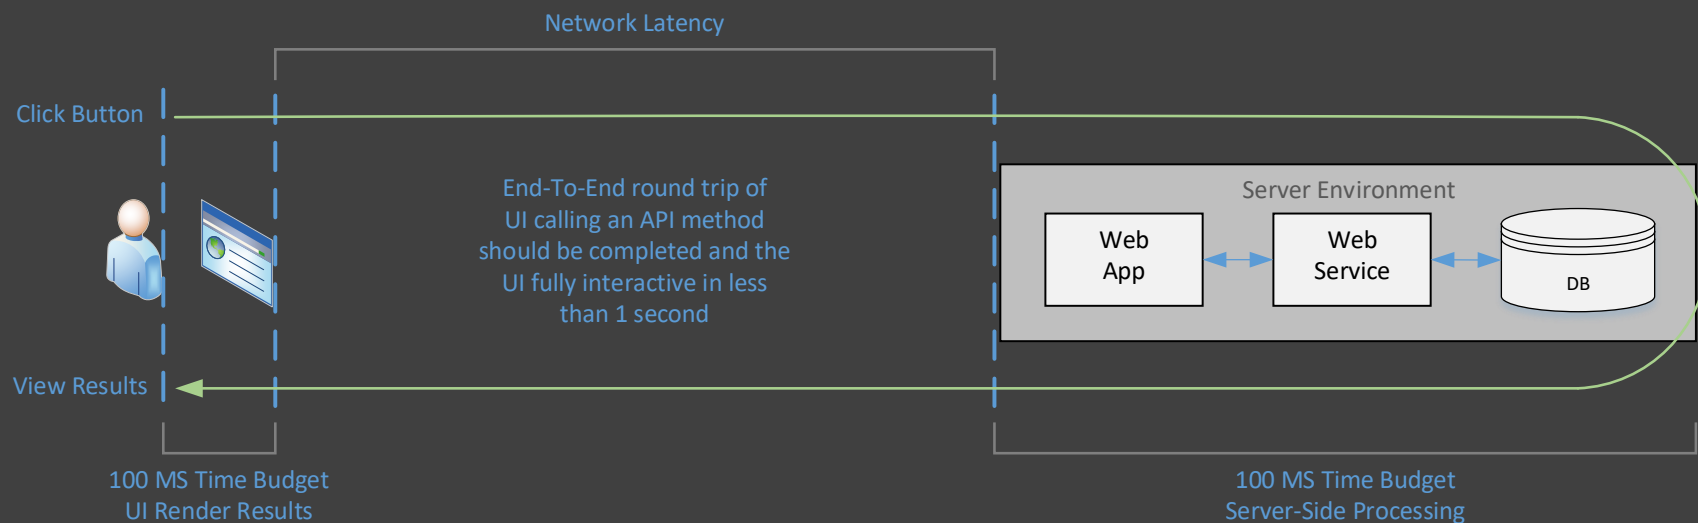 Network Latency
Click Button
End-To-End round trip of
UI calling an API method
should be completed and the
UI fully interactive in less
than 1 second
Server Environment
Web
App
Web
Service
DB
View Results
100 MS Time Budget
UI Render Results
100 MS Time Budget
Server-Side Processing